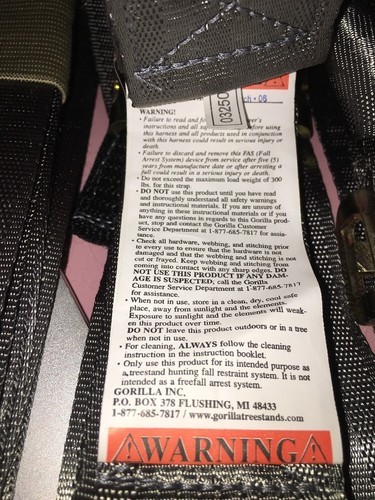 0325C
ch - 06
WARNING!
• Failure to read and fo er's
instructions and all sa efore using
this harness and all products used in conjunction
with this harness could result in serious injury or
death.
• Failure to discard and remove this FAS (Fall
Arrest System) device from service after five (5)
years from manufacture date or after arresting a
fall could result in a serious injury or death.
• Do not exceed the maximum load weight of 300
lbs. for this strap.
• DO NOT use this product until you have read
and thoroughly understand all safety warnings
and instructional materials. If you are unsure of
anything in these instructional materials or if you
have any questions in regards to this Gorilla prod-
uct, stop and contact the Gorilla Customer
Service Department at 1-877-685-7817 for assis-
tance.
• Check all hardware, webbing, and stitching prior
to every use to ensure that the hardware is not
damaged and that the webbing and stitching is not
cut or frayed. Keep webbing and stitching from
coming into contact with any sharp edges. DO
NOT USE THIS PRODUCT IF ANY DAM-
AGE IS SUSPECTED, call the Gorilla
Customer Service Department at 1-877-685-7817
for assistance.
• When not in use, store in a clean, dry, cool safe
place, away from sunlight and the elements.
Exposure to sunlight and the elements will weak-
en this product over time.
DO NOT leave this product outdoors or in a tree
when not in use.
• For cleaning, ALWAYS follow the cleaning
instruction in the instruction booklet.
• Only use this product for its intended purpose as
a treestand hunting fall restraint system. It is not
intended as a freefall arrest system.
GORILLA INC,
P.O. BOX 378 FLUSHING, MI 48433
1-877-685-7817 / www.gorillatreestands.com
WARNING